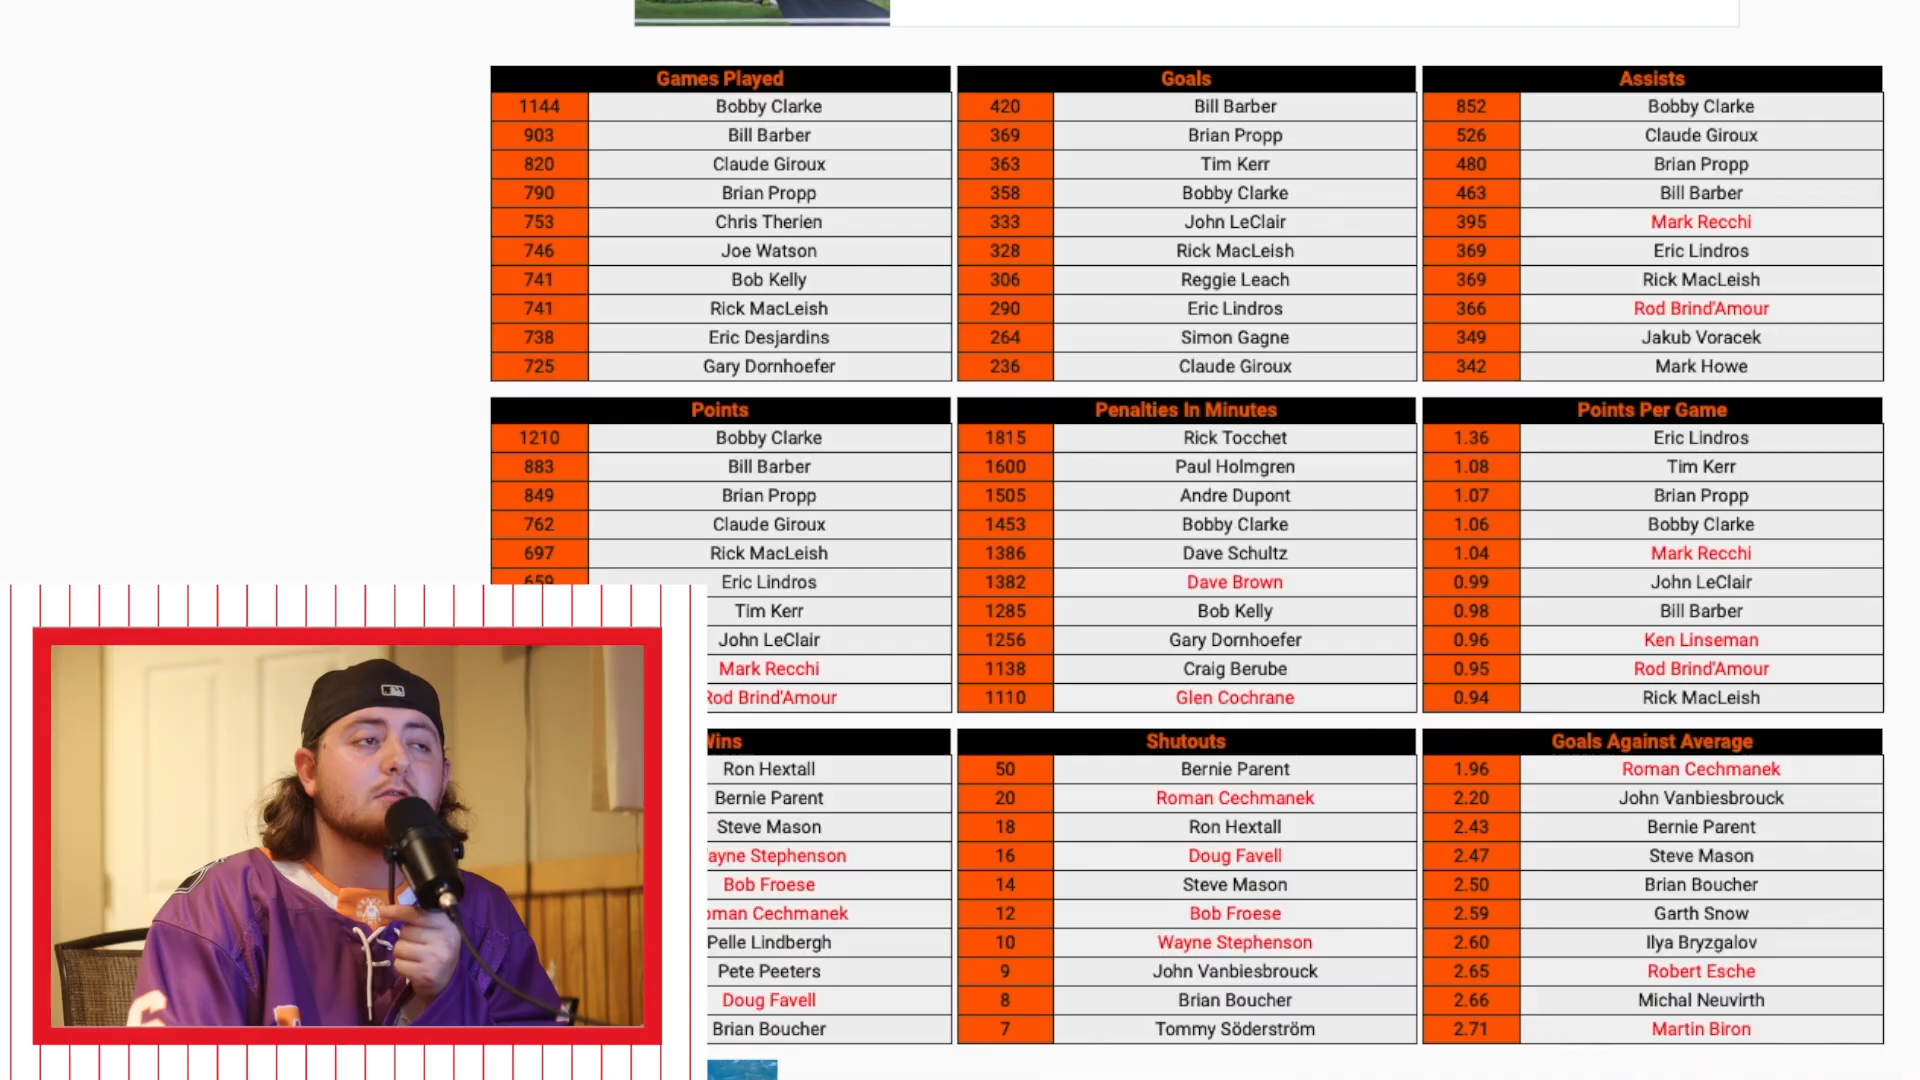 Games Played
1144 Bobby Clarke
903 Bill Barber
820 Claude Giroux
790 Brian Propp
753 Chris Therien
746 Joe Watson
741 Bob Kelly
741 Rick MacLeish
738 Eric Desjardins
725 Gary Dornhoefer
Goals
420 Bill Barber
369 Brian Propp
363 Tim Kerr
358 Bobby Clarke
333 John LeClair
328 Rick MacLeish
306 Reggie Leach
290 Eric Lindros
264 Simon Gagne
236 Claude Giroux
Assists
852 Bobby Clarke
526 Claude Giroux
480 Brian Propp
463 Bill Barber
395 Mark Recchi
369 Eric Lindros
369 Rick MacLeish
366 Rod Brind'Amour
349 Jakub Voracek
342 Mark Howe
Points
1210 Bobby Clarke
883 Bill Barber
849 Brian Propp
762 Claude Giroux
697 Rick MacLeish
659 Eric Lindros
Tim Kerr
John LeClair
Mark Recchi
Rod Brind'Amour
Penalties In Minutes
1815 Rick Tocchet
1600 Paul Holmgren
1505 Andre Dupont
1453 Bobby Clarke
1386 Dave Schultz
1382 Dave Brown
1285 Bob Kelly
1256 Gary Dornhoefer
1138 Craig Berube
1110 Glen Cochrane
Points Per Game
1.36 Eric Lindros
1.08 Tim Kerr
1.07 Brian Propp
1.06 Bobby Clarke
1.04 Mark Recchi
0.99 John LeClair
0.98 Bill Barber
0.96 Ken Linseman
0.95 Rod Brind'Amour
0.94 Rick MacLeish
Wins
Ron Hextall
Bernie Parent
Steve Mason
ayne Stephenson
Bob Froese
oman Cechmanek
Pelle Lindbergh
Pete Peeters
Doug Favell
Brian Boucher
Shutouts
50 Bernie Parent
20 Roman Cechmanek
18 Ron Hextall
16 Doug Favell
14 Steve Mason
12 Bob Froese
10 Wayne Stephenson
9 John Vanbiesbrouck
8 Brian Boucher
7 Tommy Söderström
Goals Against Average
1.96 Roman Cechmanek
2.20 John Vanbiesbrouck
2.43 Bernie Parent
2.47 Steve Mason
2.50 Brian Boucher
2.59 Garth Snow
2.60 Ilya Bryzgalov
2.65 Robert Esche
2.66 Michal Neuvirth
2.71 Martin Biron